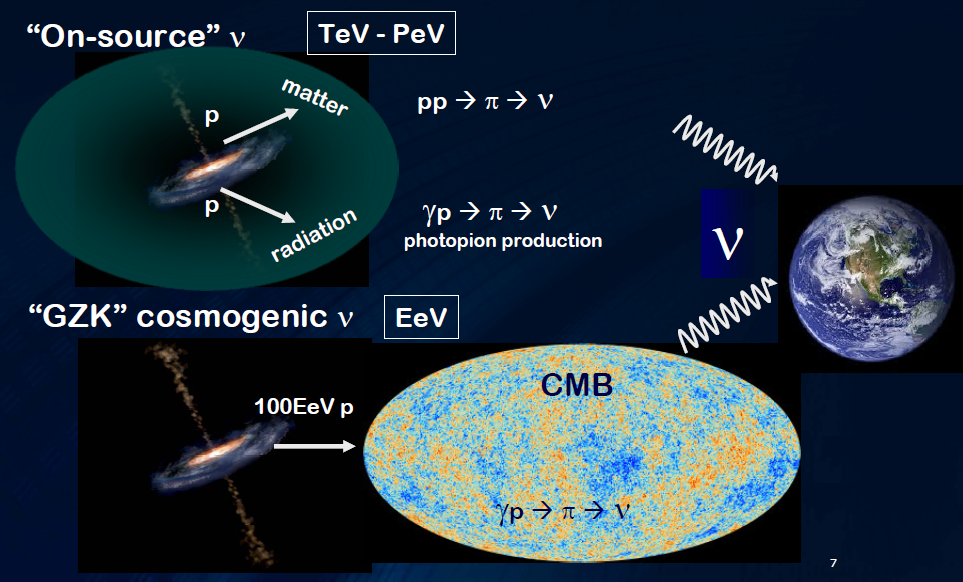 “On-source” ν
TeV - PeV
matter
p
pp → π → ν
p
radiation
γp → π → ν
photopion production
ν
“GZK” cosmogenic ν
EeV
CMB
100EeV p
γp → π → ν
7